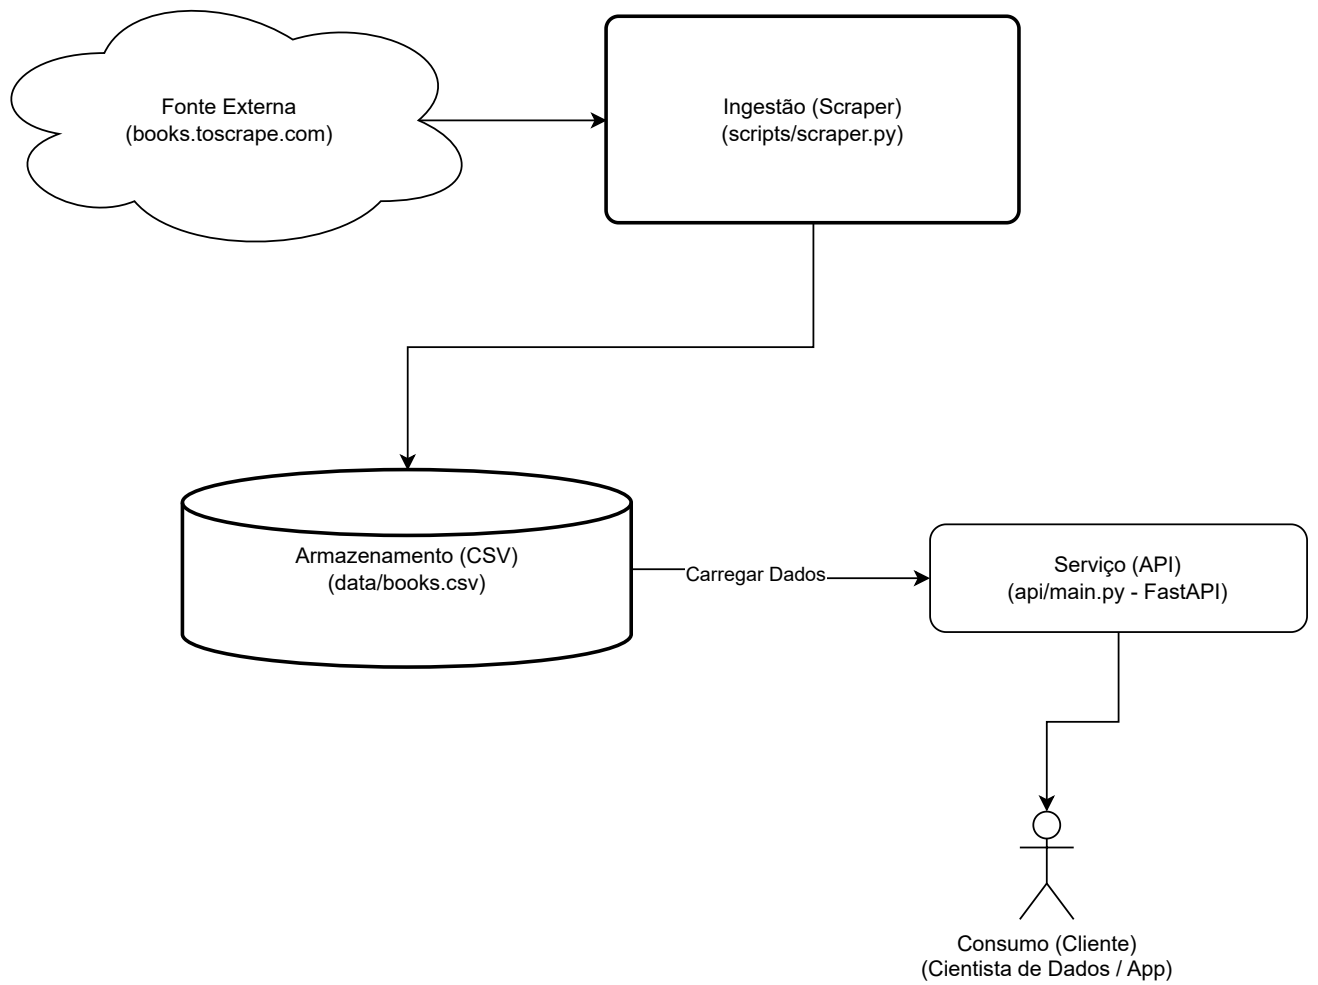 Fonte Externa
(books.toscrape.com)
Ingestão (Scraper)
(scripts/scraper.py)
Armazenamento (CSV)
(data/books.csv)
Carregar Dados
Serviço (API)
(api/main.py - FastAPI)
Consumo (Cliente)
(Cientista de Dados / App)